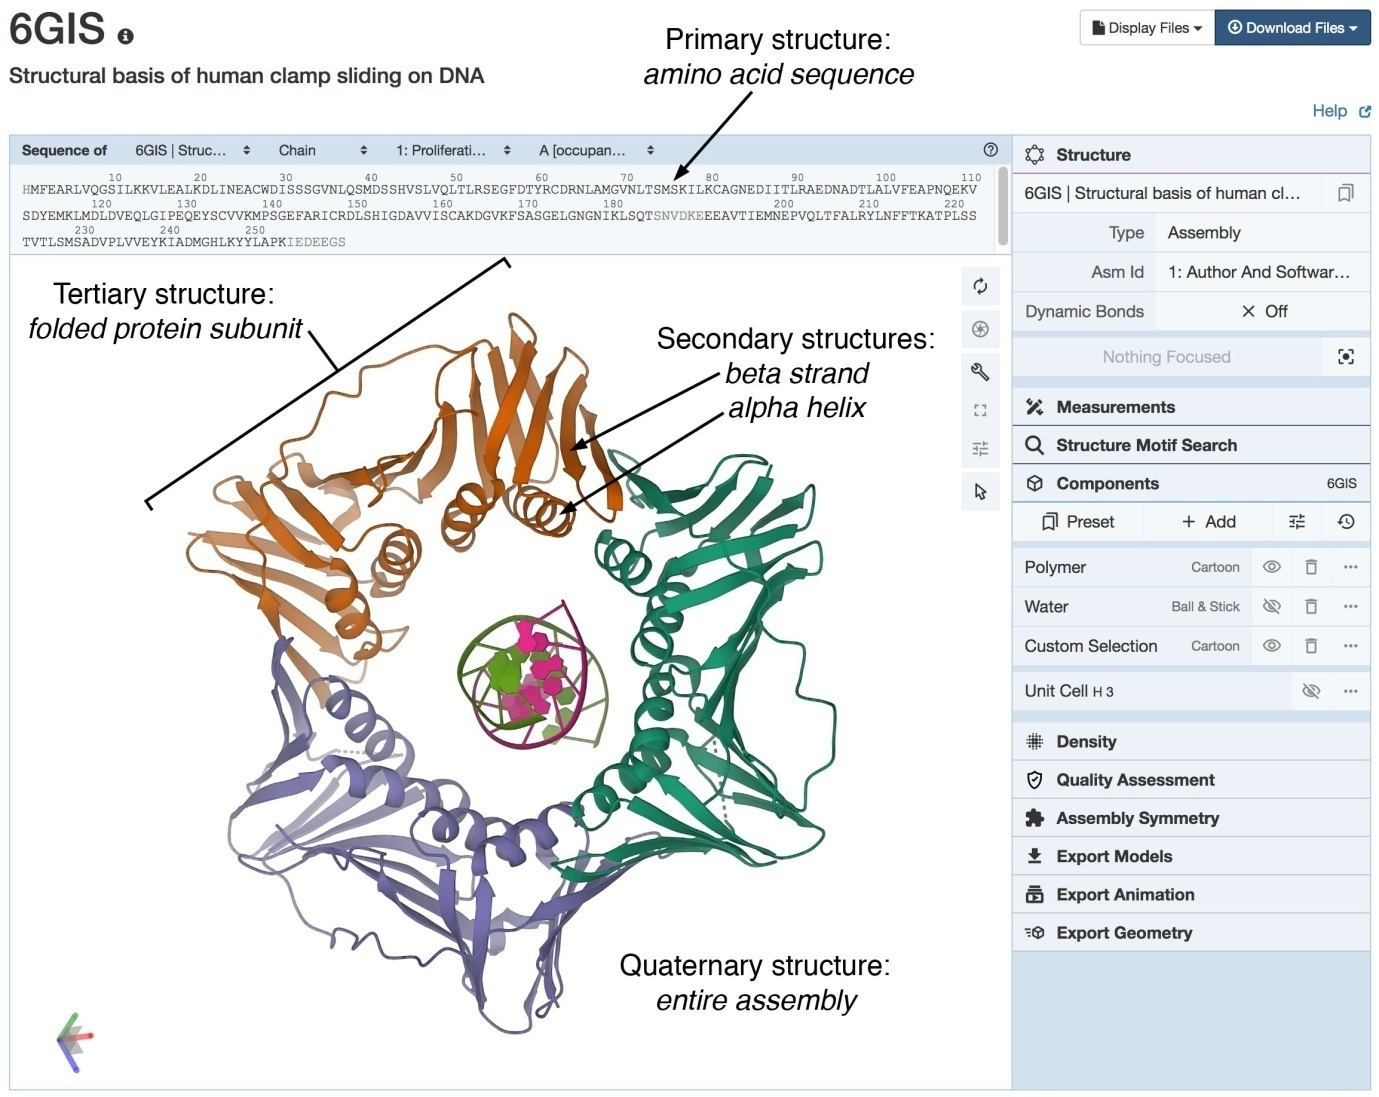 6GIS
Display Files
Download Files
Structural basis of human clamp sliding on DNA
Primary structure:
amino acid sequence
Help
Sequence of 6GIS | Struc... Chain 1: Proliferati... A [occupan...
10 20 30 40 50 60 70 80 90 100 110
HMFEARLVQGSILKKVLEALKDLINEACWDISSSGVNLQSMDSSHVSLVQLTLRSEGFDTYRCDRNLAMGVNLTSMSKILKCAGNEDIITLRAEDNADTLALVFEAPNQEKV
120 130 140 150 160 170 180 190 200 210 220
SDYEMKLMDLDVEQLGIPEQEYSCVVKMPSGEFARICRDLSHIGDAVVISCAKDGVKFSASGELGNGNIKLSQTSNVDKEEEAVTIEMNEPVQLTFALRYLNFFTKATPLSS
230 240 250
TVTLSMSADVPLVVEYKIADMGHLKYYLAPKIEDEEGS
Tertiary structure:
folded protein subunit
Secondary structures:
beta strand
alpha helix
Quaternary structure:
entire assembly
Structure
6GIS | Structural basis of human cl...
Type Assembly
Asm Id 1: Author And Softwar...
Dynamic Bonds Off
Nothing Focused
Measurements
Structure Motif Search
Components 6GIS
Preset + Add
Polymer Cartoon
Water Ball & Stick
Custom Selection Cartoon
Unit Cell H 3
Density
Quality Assessment
Assembly Symmetry
Export Models
Export Animation
Export Geometry